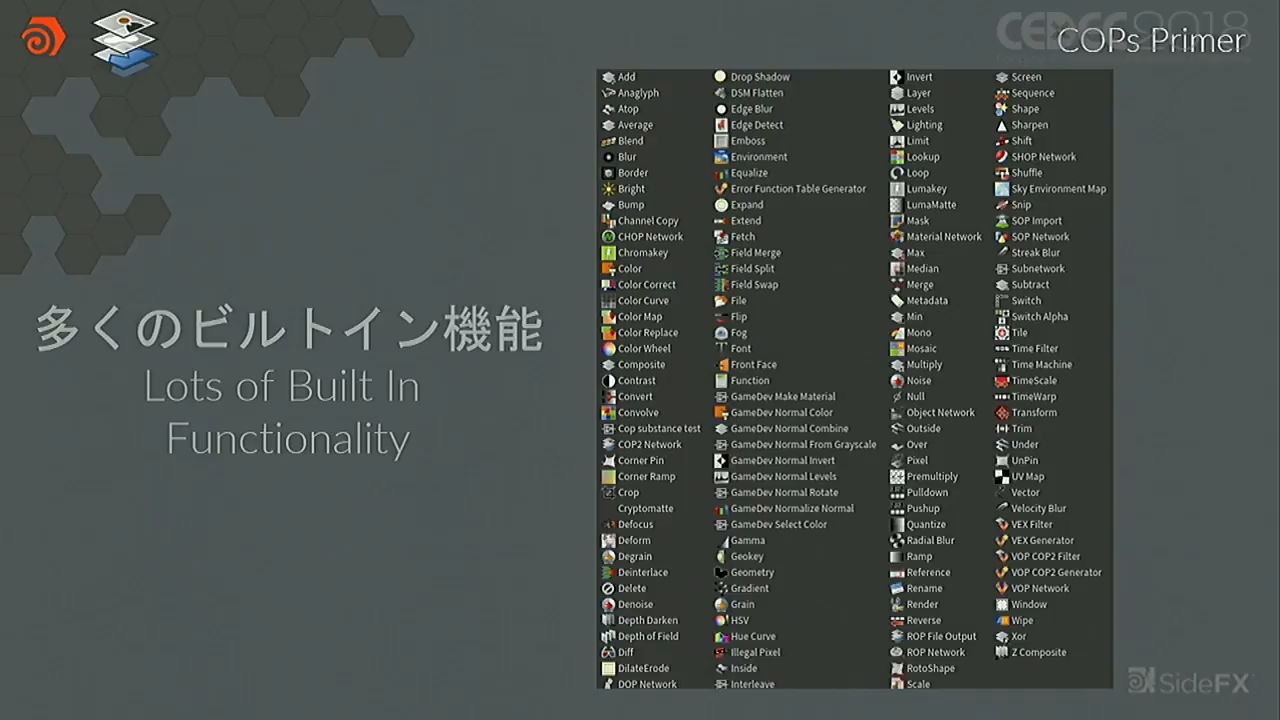 CEDEC2018
COPs Primer
多くのビルトイン機能
Lots of Built In
Functionality
Add
Anaglyph
Atop
Average
Blend
Blur
Border
Bright
Bump
Channel Copy
CHOP Network
Chromakey
Color
Color Correct
Color Curve
Color Map
Color Replace
Color Wheel
Composite
Contrast
Convert
Convolve
Cop substance test
COP2 Network
Corner Pin
Corner Ramp
Crop
Cryptomatte
Defocus
Deform
Degrain
Deinterlace
Delete
Denoise
Depth Darken
Depth of Field
Diff
DilateErode
DOP Network
Drop Shadow
DSM Flatten
Edge Blur
Edge Detect
Emboss
Environment
Equalize
Error Function Table Generator
Expand
Extend
Fetch
Field Merge
Field Split
Field Swap
File
Flip
Fog
Font
Front Face
Function
GameDev Make Material
GameDev Normal Color
GameDev Normal Combine
GameDev Normal From Grayscale
GameDev Normal Invert
GameDev Normal Levels
GameDev Normal Rotate
GameDev Normalize Normal
GameDev Select Color
Gamma
Geokey
Geometry
Gradient
Grain
HSV
Hue Curve
Illegal Pixel
Inside
Interleave
Invert
Layer
Levels
Lighting
Limit
Lookup
Loop
Lumakey
LumaMatte
Mask
Material Network
Max
Median
Merge
Metadata
Min
Mono
Mosaic
Multiply
Noise
Null
Object Network
Outside
Over
Pixel
Premultiply
Pulldown
Pushup
Quantize
Radial Blur
Ramp
Reference
Rename
Render
Reverse
ROP File Output
ROP Network
RotoShape
Scale
Screen
Sequence
Shape
Sharpen
Shift
SHOP Network
Shuffle
Sky Environment Map
Snip
SOP Import
SOP Network
Streak Blur
Subnetwork
Subtract
Switch
Switch Alpha
Tile
Time Filter
Time Machine
TimeScale
TimeWarp
Transform
Trim
Under
UnPin
UV Map
Vector
Velocity Blur
VEX Filter
VEX Generator
VOP COP2 Filter
VOP COP2 Generator
VOP Network
Window
Wipe
Xor
Z Composite
SideFX